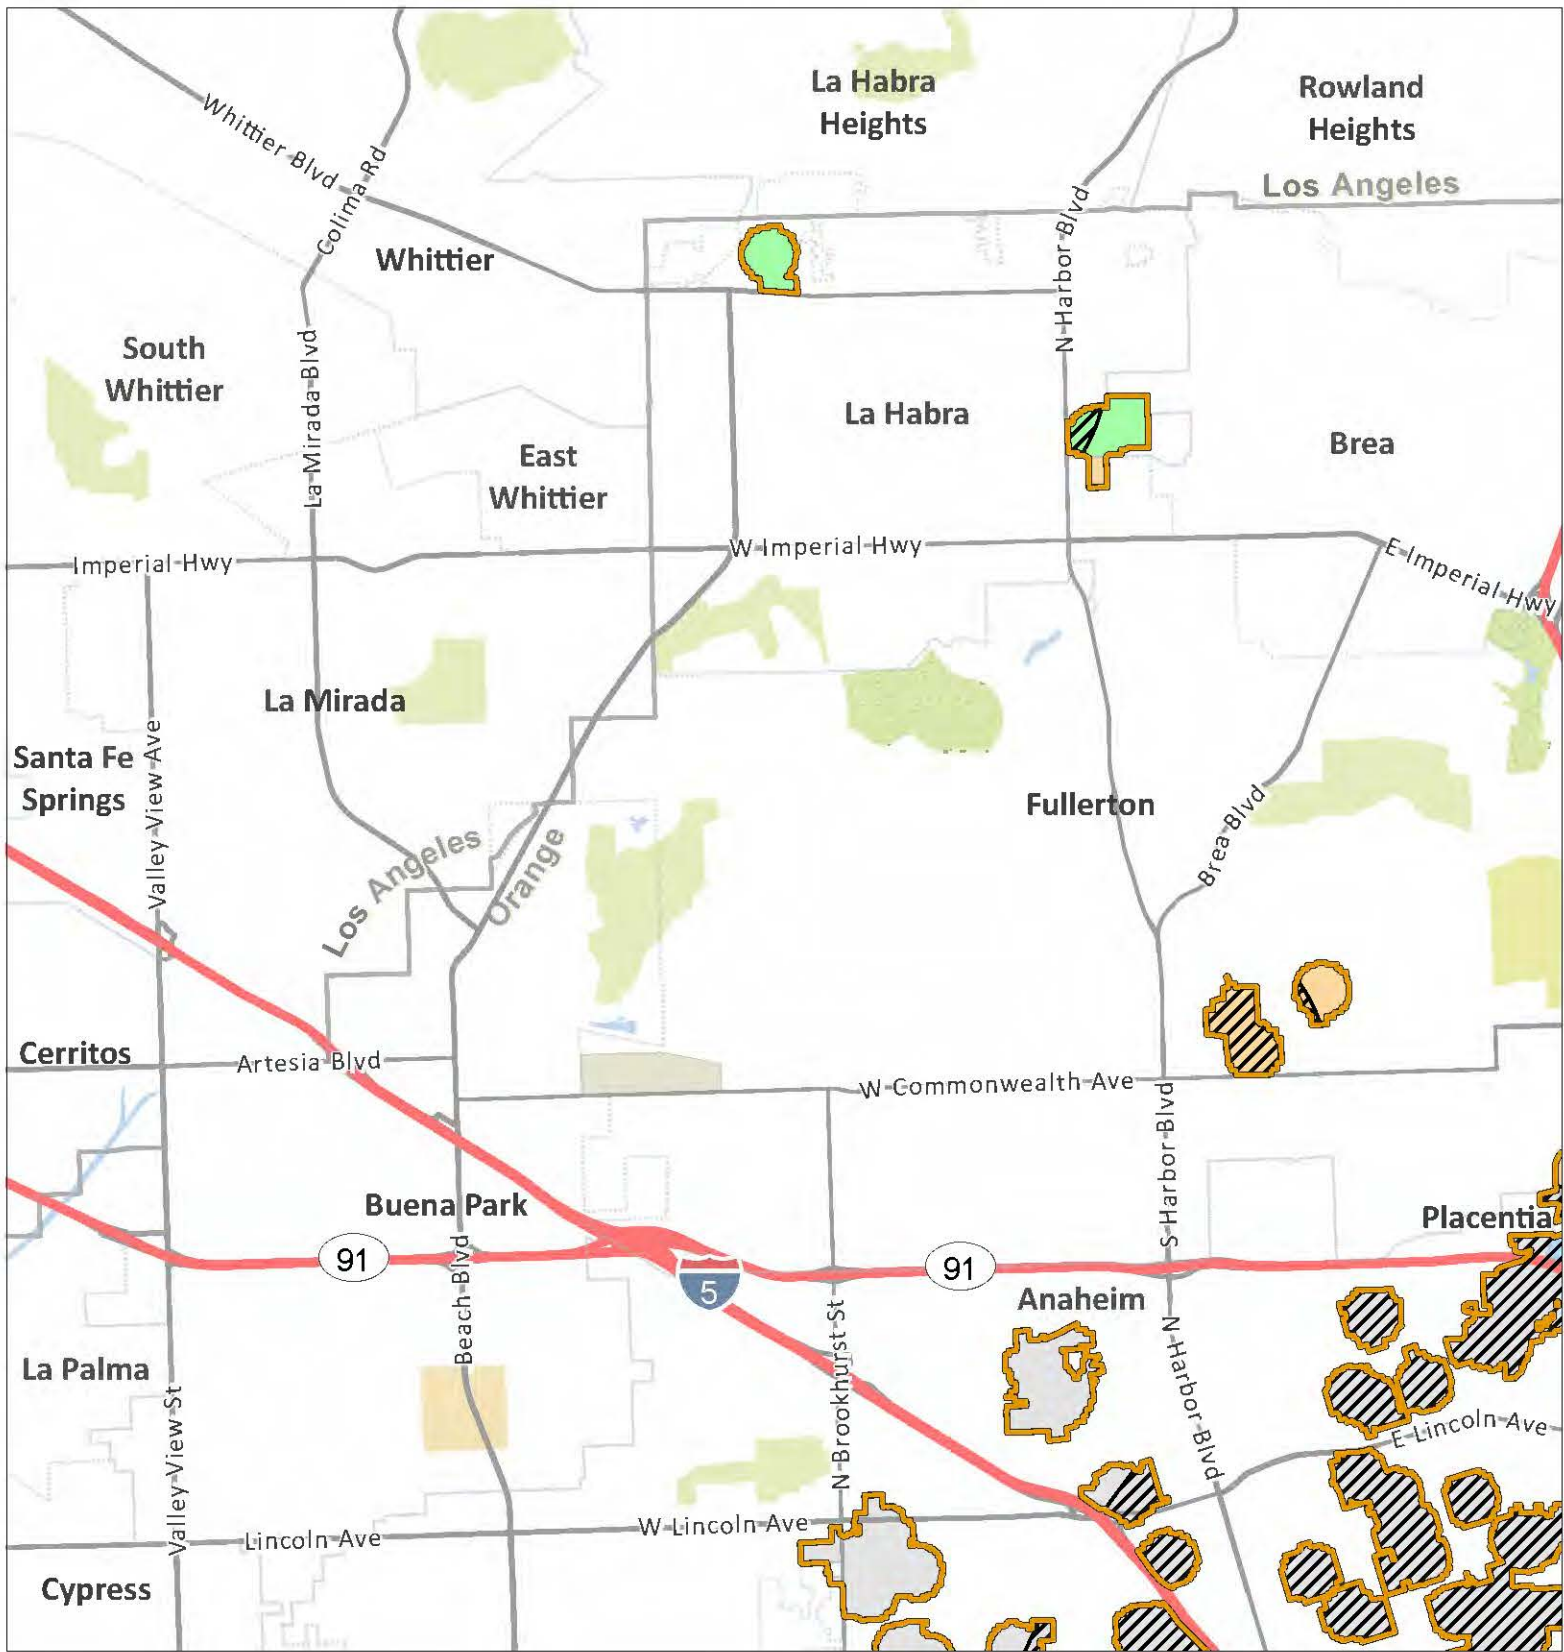 La Habra
Heights
Rowland
Heights
Los Angeles
Whittier Blvd
Colima Rd
N Harbor Blvd
Whittier
South
Whittier
La Mirada Blvd
La Habra
Brea
East
Whittier
Imperial Hwy
W Imperial Hwy
E Imperial Hwy
La Mirada
Santa Fe
Springs
Valley View Ave
Fullerton
Brea Blvd
Los Angeles
Orange
Cerritos
Artesia Blvd
W Commonwealth Ave
S Harbor Blvd
Buena Park
Placentia
91
5
91
Beach Blvd
Anaheim
N Brookhurst St
N Harbor Blvd
La Palma
Valley View St
E Lincoln Ave
Lincoln Ave
W Lincoln Ave
Cypress